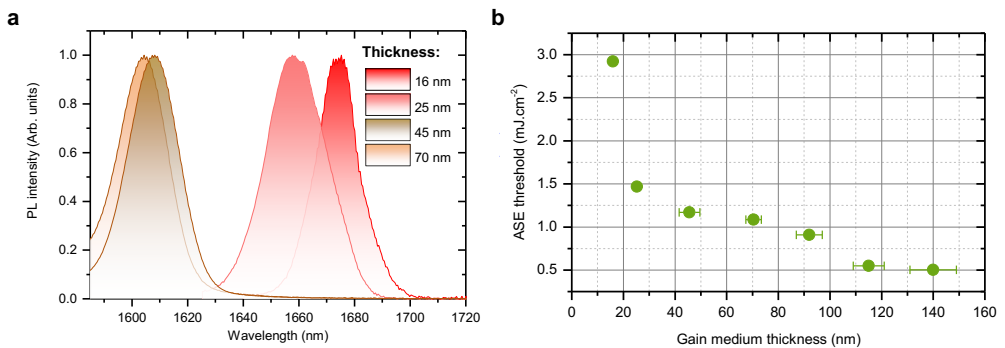 a
PL intensity (Arb. units)
1.0
0.8
0.6
0.4
0.2
0.0
1600
1620
1640
1660
1680
1700
1720
Wavelength (nm)
Thickness:
16 nm
25 nm
45 nm
70 nm
b
ASE threshold (mJ.cm⁻²)
3.0
2.5
2.0
1.5
1.0
0.5
0
20
40
60
80
100
120
140
160
Gain medium thickness (nm)